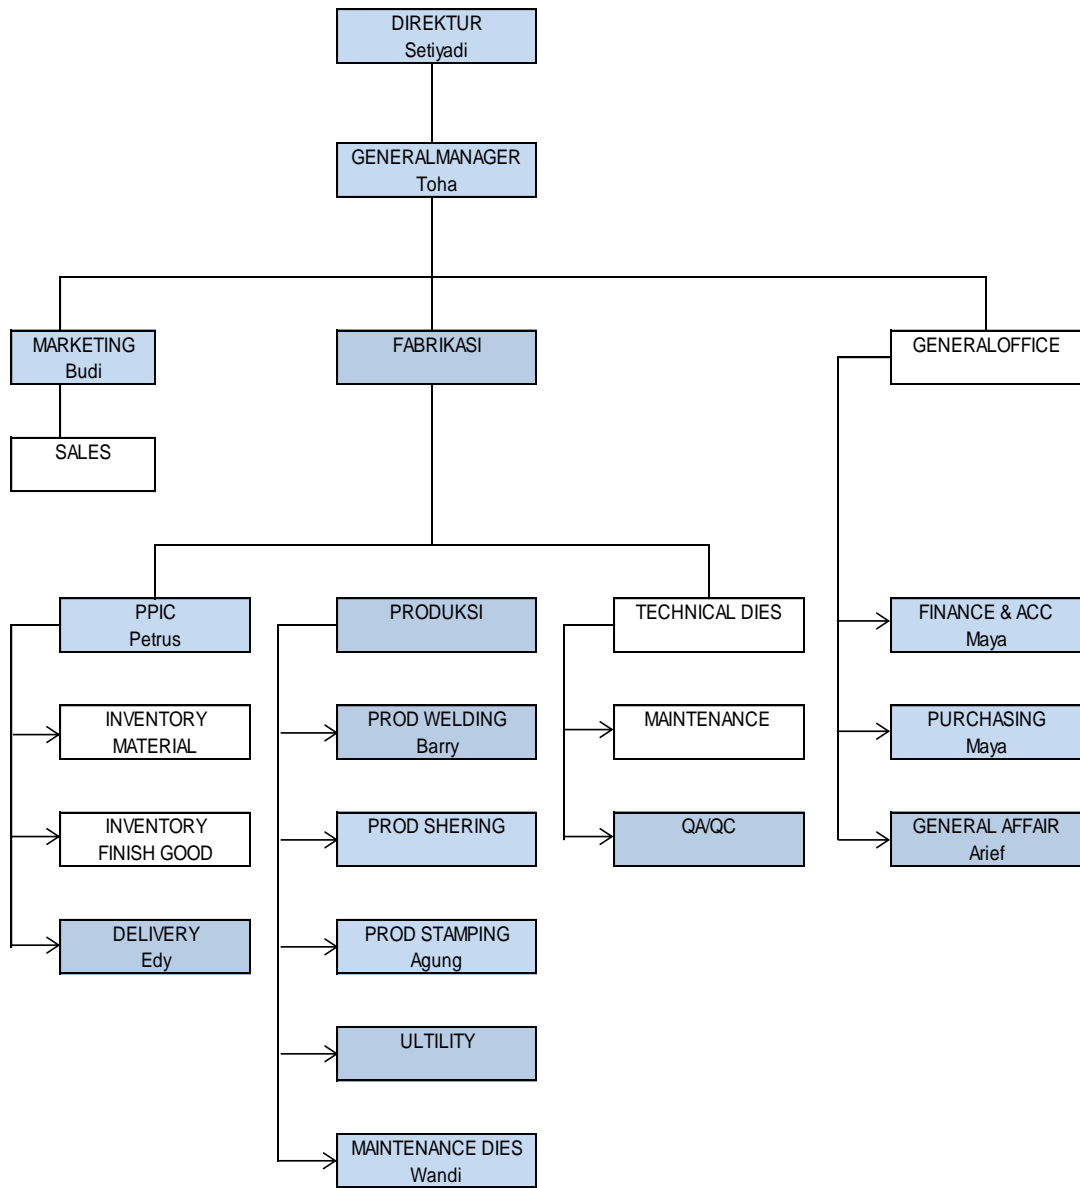 DIREKTUR
Setiyadi
GENERALMANAGER
Toha
MARKETING
Budi
FABRIKASI
GENERALOFFICE
SALES
PPIC
Petrus
PRODUKSI
TECHNICAL DIES
FINANCE & ACC
Maya
INVENTORY
MATERIAL
PROD WELDING
Barry
MAINTENANCE
PURCHASING
Maya
INVENTORY
FINISH GOOD
PROD SHERING
QA/QC
GENERAL AFFAIR
Arief
DELIVERY
Edy
PROD STAMPING
Agung
ULTILITY
MAINTENANCE DIES
Wandi